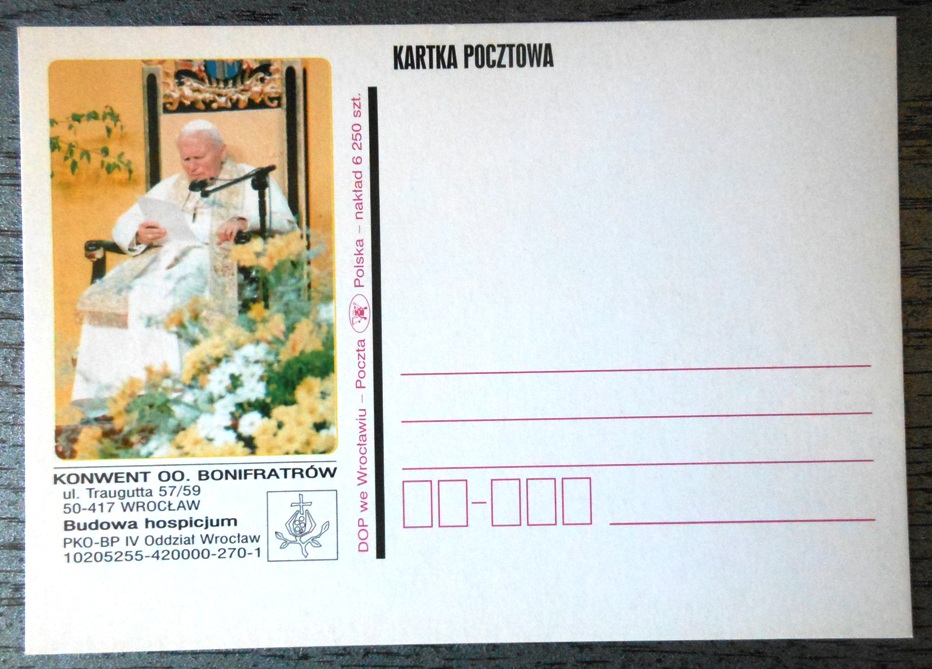 KARTKA POCZTOWA
DOP we Wrocławiu – Poczta Polska – nakład 6 250 szt.
KONWENT OO. BONIFRATRÓW
ul. Traugutta 57/59
50-417 WROCŁAW
Budowa hospicjum
PKO-BP IV Oddział Wrocław
10205255-420000-270-1